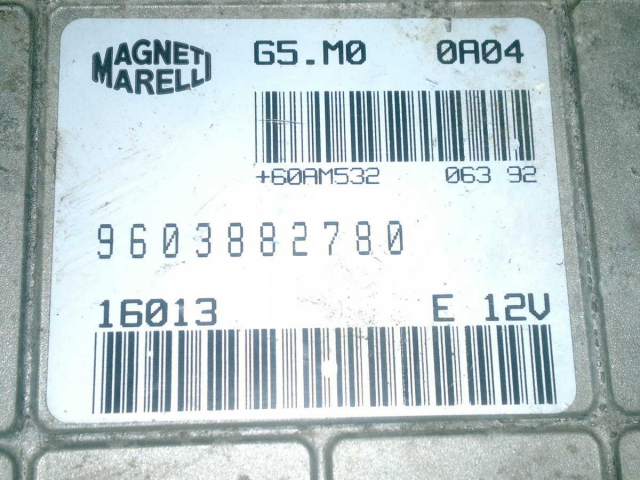 MAGNETI
MARELLI
G5.M0 0A04
+60AM532 063 92
9603882780
16013 E 12V